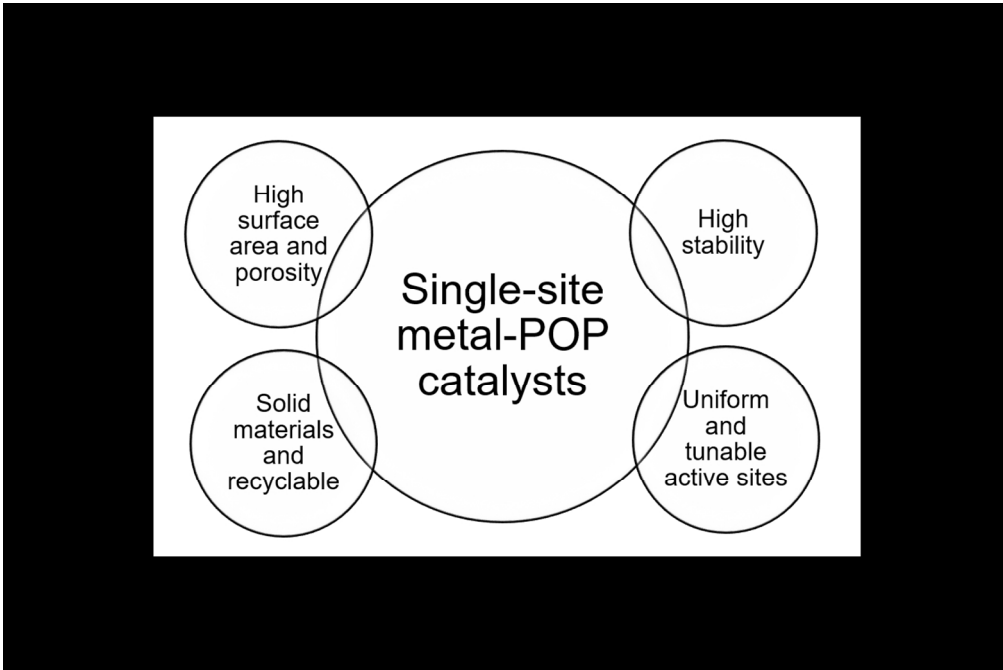 High
surface
area and
porosity
High
stability
Single-site
metal-POP
catalysts
Solid
materials
and
recyclable
Uniform
and
tunable
active sites